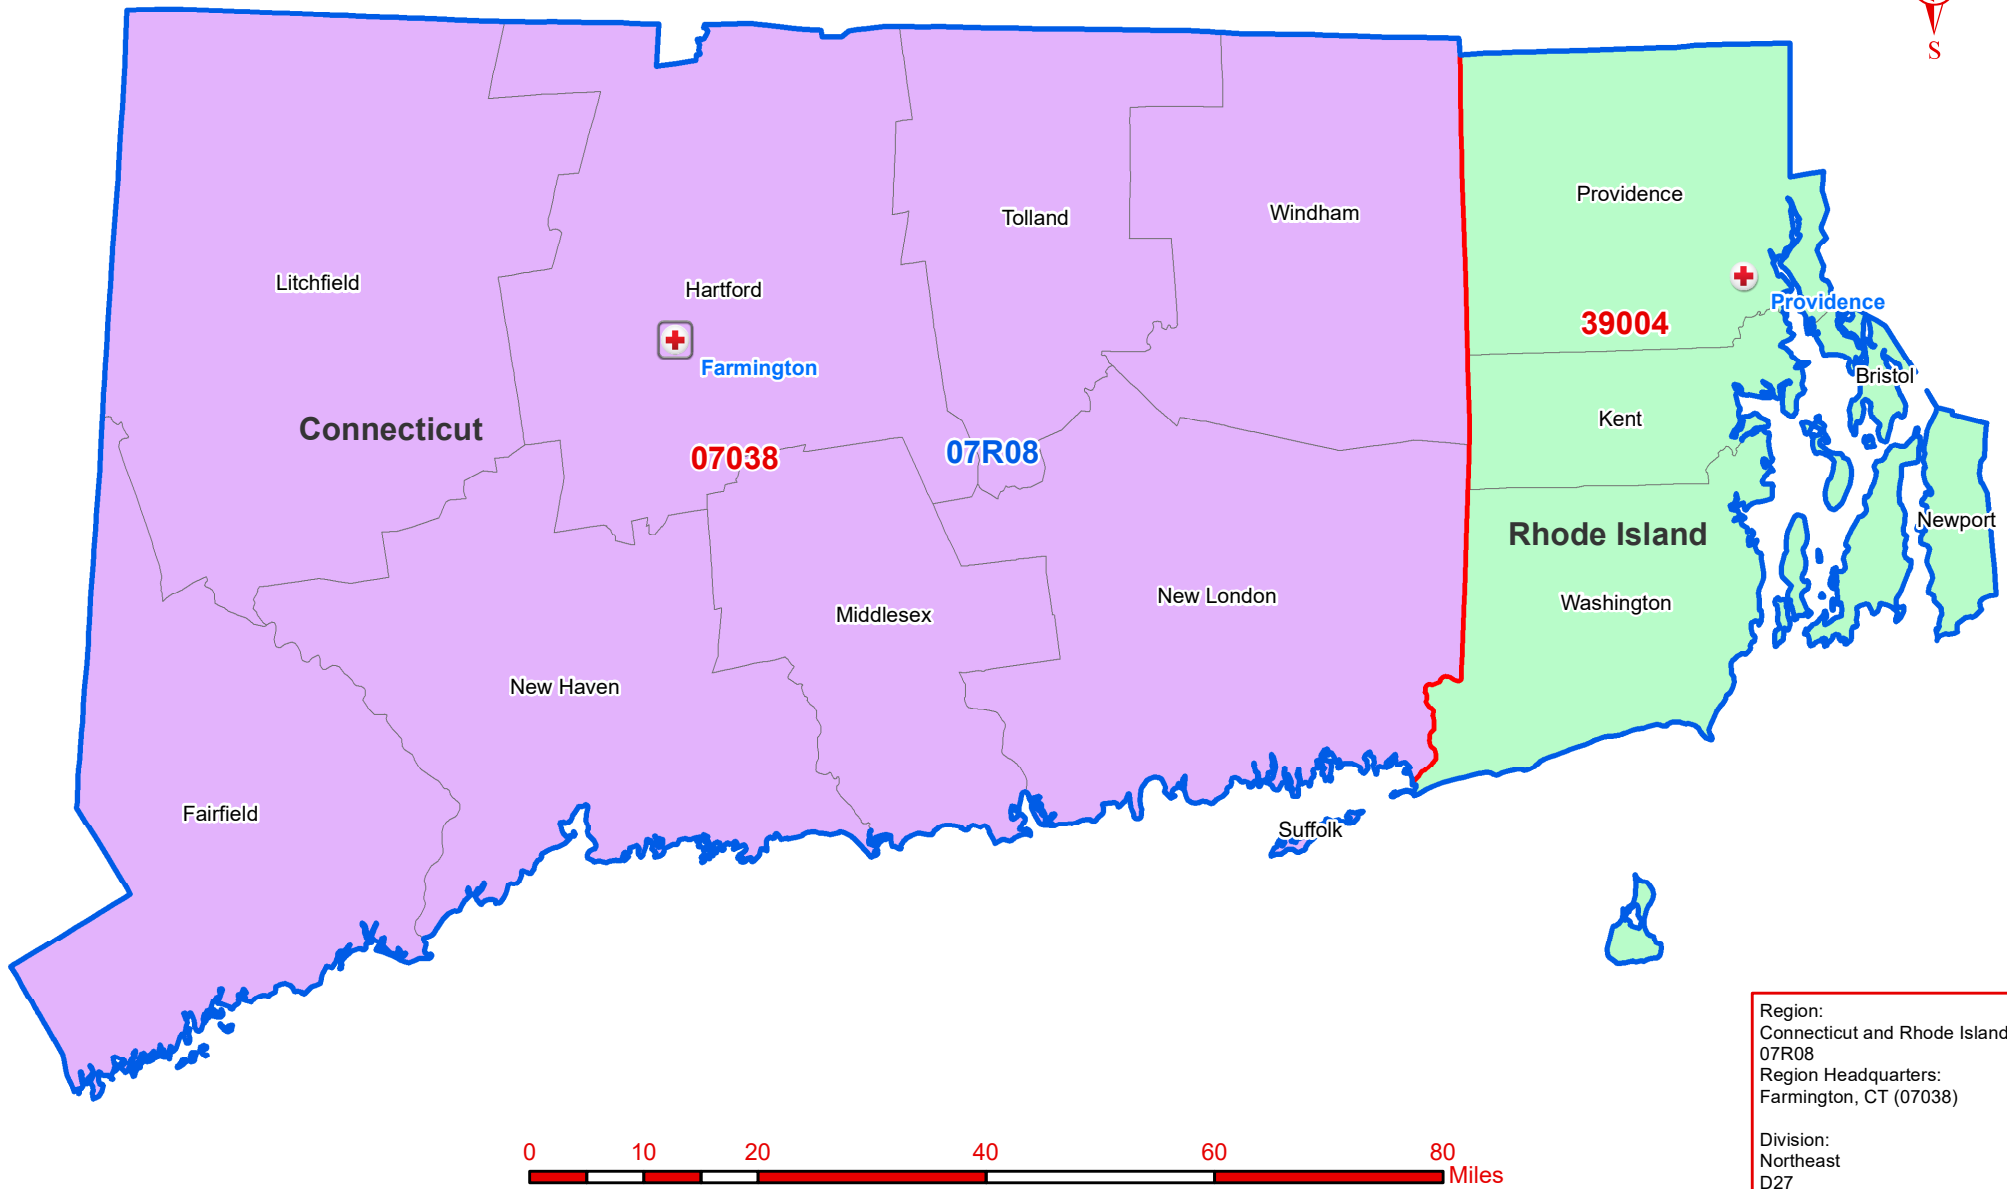 S
Providence
Windham
Tolland
Litchfield
Hartford
Providence
39004
Farmington
Bristol
Kent
Connecticut
07038
07R08
Newport
Rhode Island
New London
Washington
Middlesex
New Haven
Fairfield
Suffolk
Region:
Connecticut and Rhode Island
07R08
Region Headquarters:
Farmington, CT (07038)
Division:
Northeast
D27
0 10 20 40 60 80
Miles